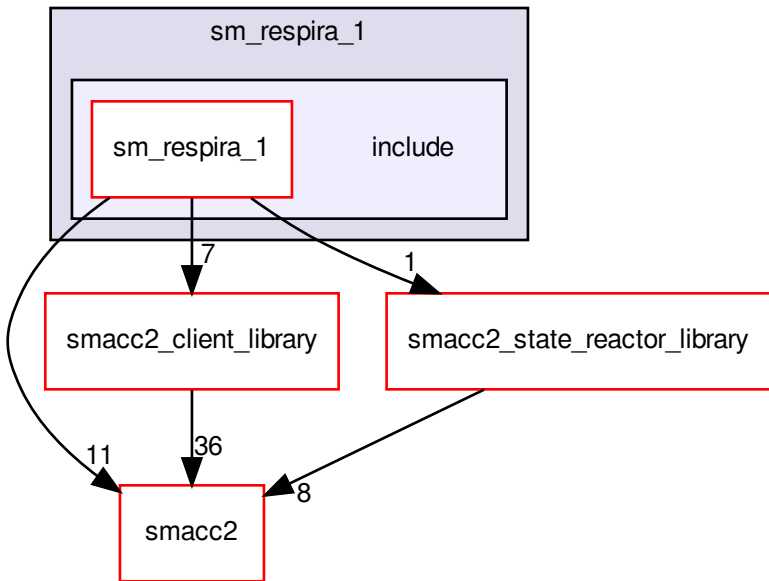 sm_respira_1
sm_respira_1
include
7
1
smacc2_client_library
smacc2_state_reactor_library
11
36
8
smacc2